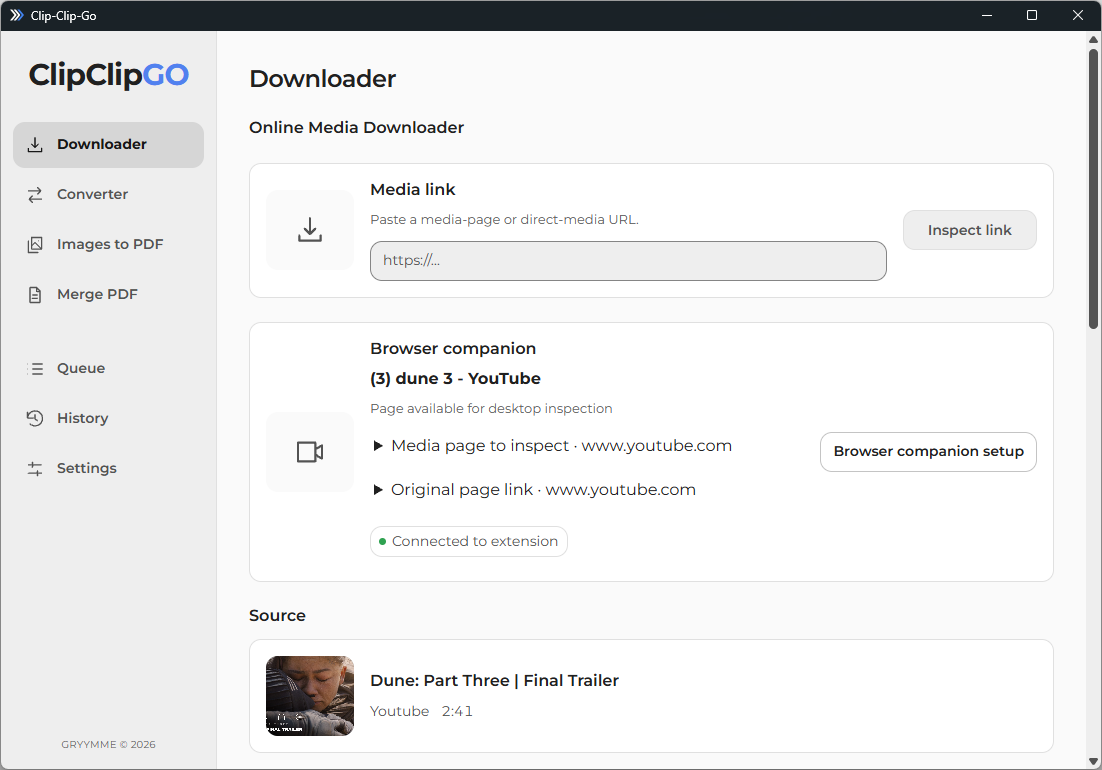 Clip-Clip-Go
ClipClipGO
Downloader
Converter
Images to PDF
Merge PDF
Queue
History
Settings
GRYYMME © 2026
Downloader
Online Media Downloader
Media link
Paste a media-page or direct-media URL.
https://...
Inspect link
Browser companion
(3) dune 3 - YouTube
Page available for desktop inspection
Media page to inspect · www.youtube.com
Original page link · www.youtube.com
Connected to extension
Browser companion setup
Source
FINAL TRAILER
Dune: Part Three | Final Trailer
Youtube 2:41